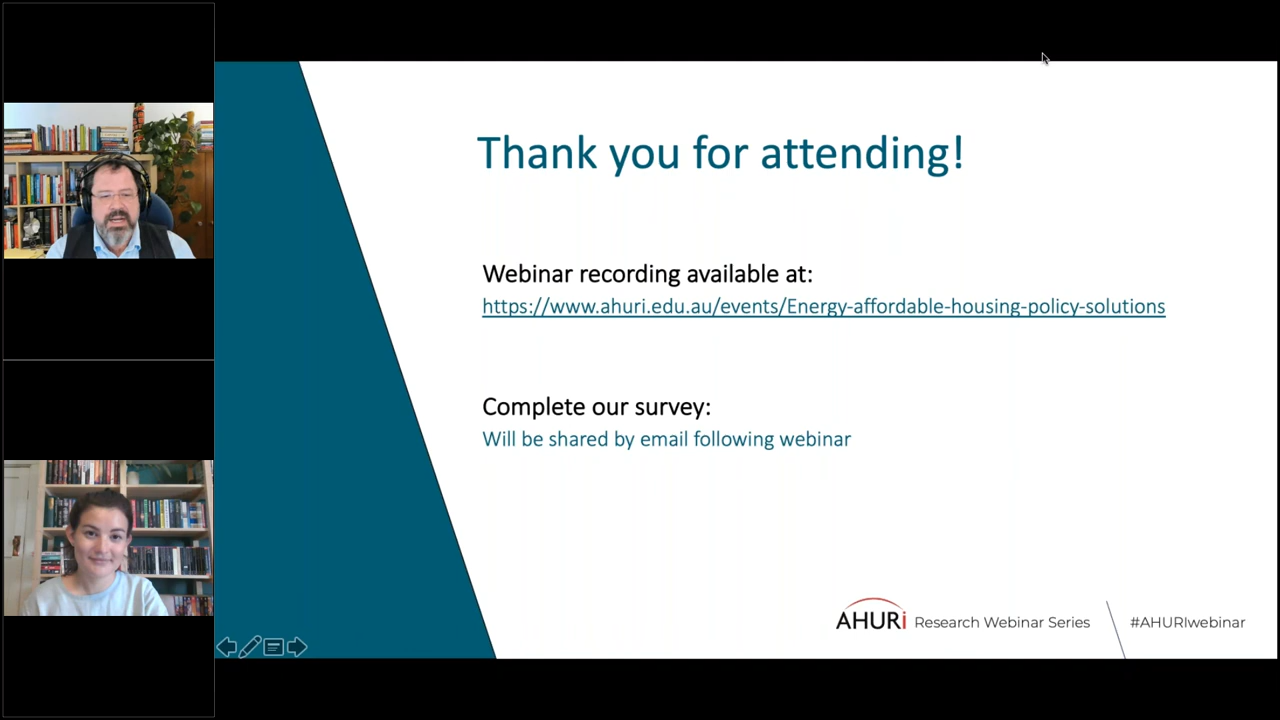 Thank you for attending!
Webinar recording available at:
https://www.ahuri.edu.au/events/Energy-affordable-housing-policy-solutions
Complete our survey:
Will be shared by email following webinar
AHURI Research Webinar Series
#AHURIwebinar